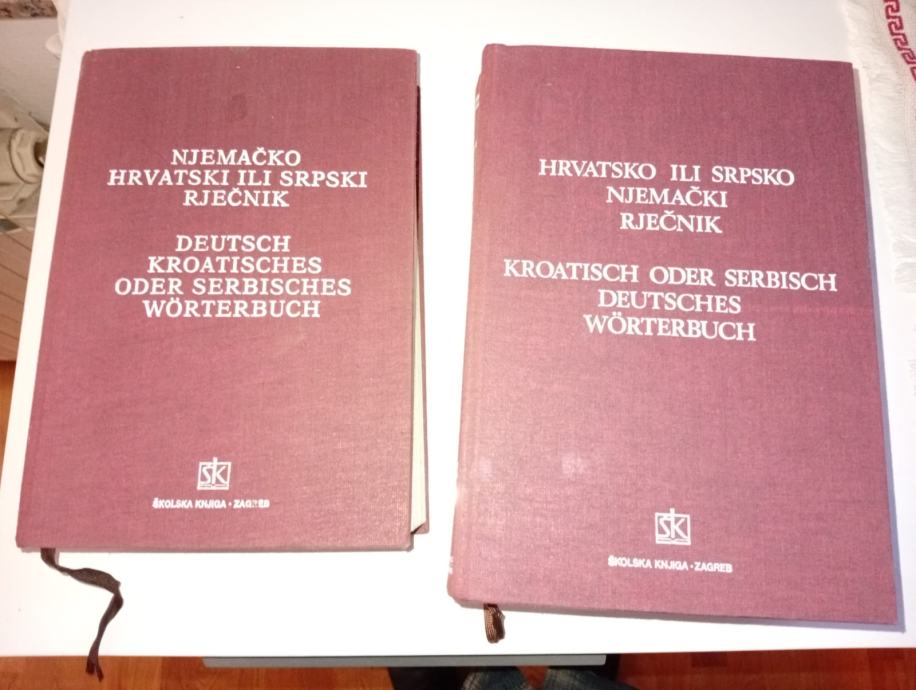 NJEMAČKO
HRVATSKI ILI SRPSKI
RJEČNIK
DEUTSCH
KROATISCHES
ODER SERBISCHES
WÖRTERBUCH
ŠK
ŠKOLSKA KNJIGA • ZAGREB
HRVATSKO ILI SRPSKO
NJEMAČKI
RJEČNIK
KROATISCH ODER SERBISCH
DEUTSCHES
WÖRTERBUCH
ŠK
ŠKOLSKA KNJIGA • ZAGREB